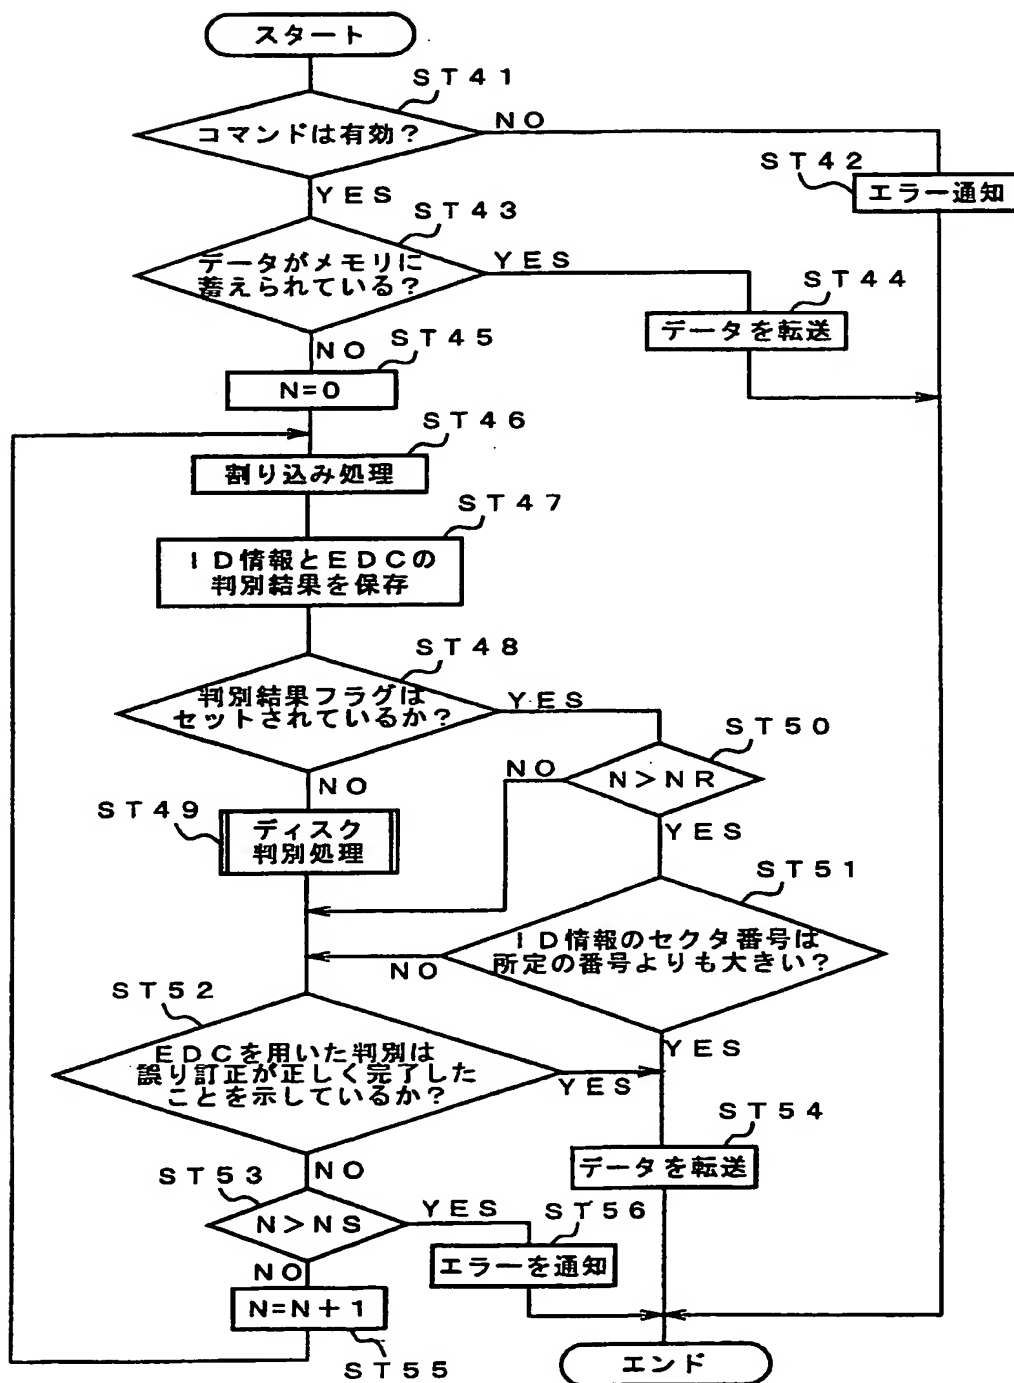 スタート
ST41
コマンドは有効?
NO
ST42
エラー通知
YES
ST43
データがメモリに
蓄えられている?
YES
ST44
データを転送
NO
ST45
N=0
ST46
割り込み処理
ST47
ID情報とEDCの
判別結果を保存
ST48
判別結果フラグは
セットされているか?
YES
ST50
N>NR
NO
YES
NO
ST49
ディスク
判別処理
ST51
ID情報のセクタ番号は
所定の番号よりも大きい?
NO
YES
ST52
EDCを用いた判別は
誤り訂正が正しく完了した
ことを示しているか?
YES
ST54
データを転送
NO
ST53
N>NS
YES
ST56
エラーを通知
NO
N=N+1
ST55
エンド